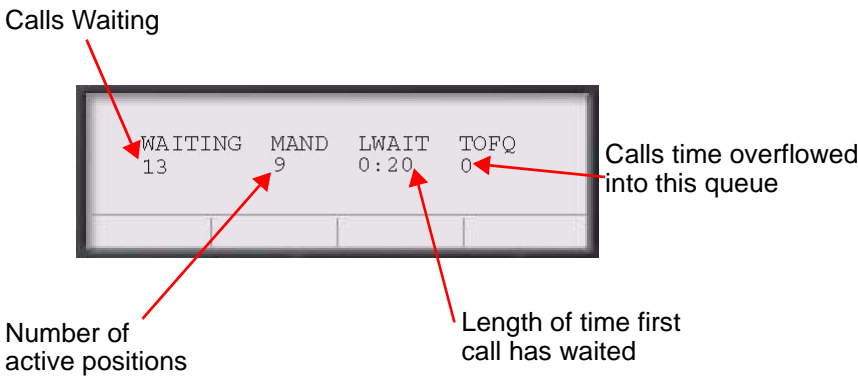 Calls Waiting
WAITING MAND LWAIT TOFQ
13 9 0:20 0
Calls time overflowed
into this queue
Number of
active positions
Length of time first
call has waited